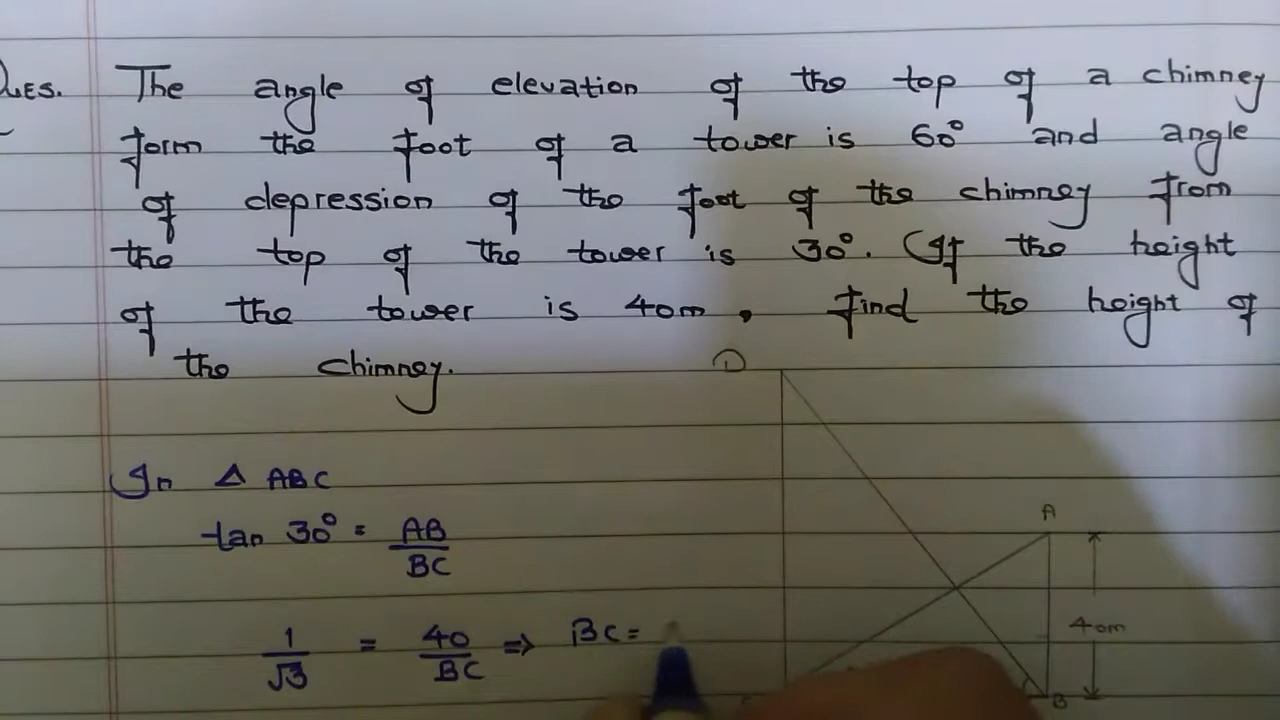 QUES. The angle of elevation of the top of a chimney
form the foot of a tower is 60° and angle
of depression of the foot of the chimney from
the top of the tower is 30°. If the height
of the tower is 40m, find the height of
the chimney.
D
In Δ ABC
A
tan 30° = AB/BC
40m
1/√3 = 40/BC ⇒ BC =
B